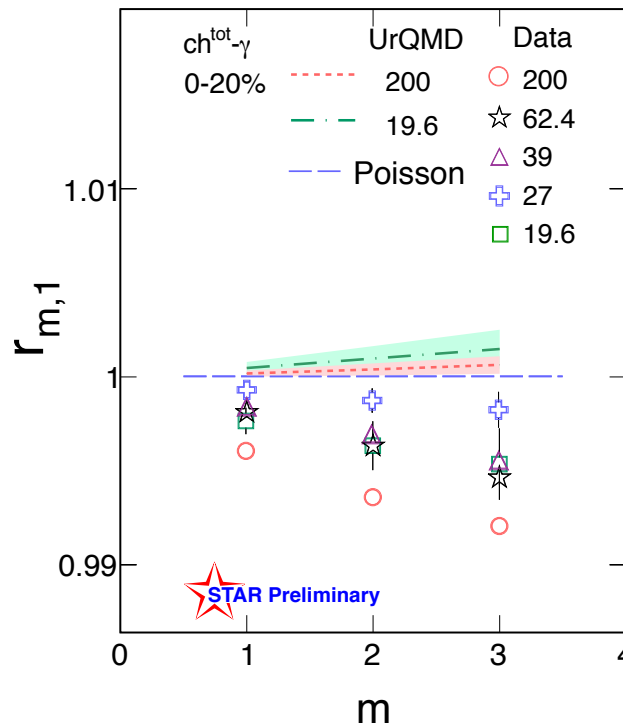 ch^tot-γ UrQMD Data
0-20% 200 200
19.6 62.4
Poisson 39
27
19.6
1.01
1
0.99
r_m,1
STAR Preliminary
0 1 2 3 4
m